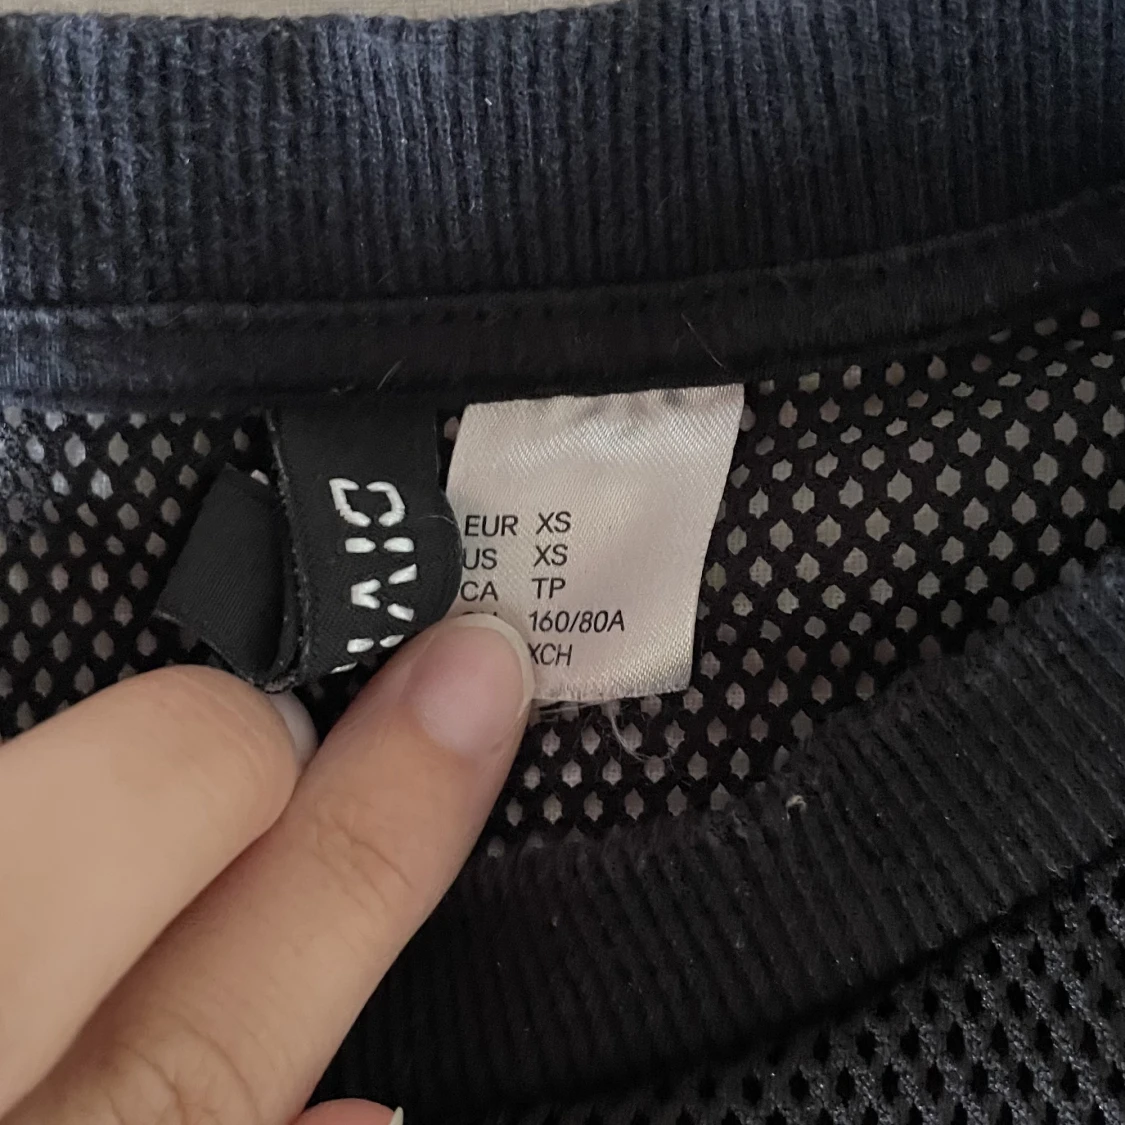 EUR XS
US XS
CA TP
160/80A
XCH